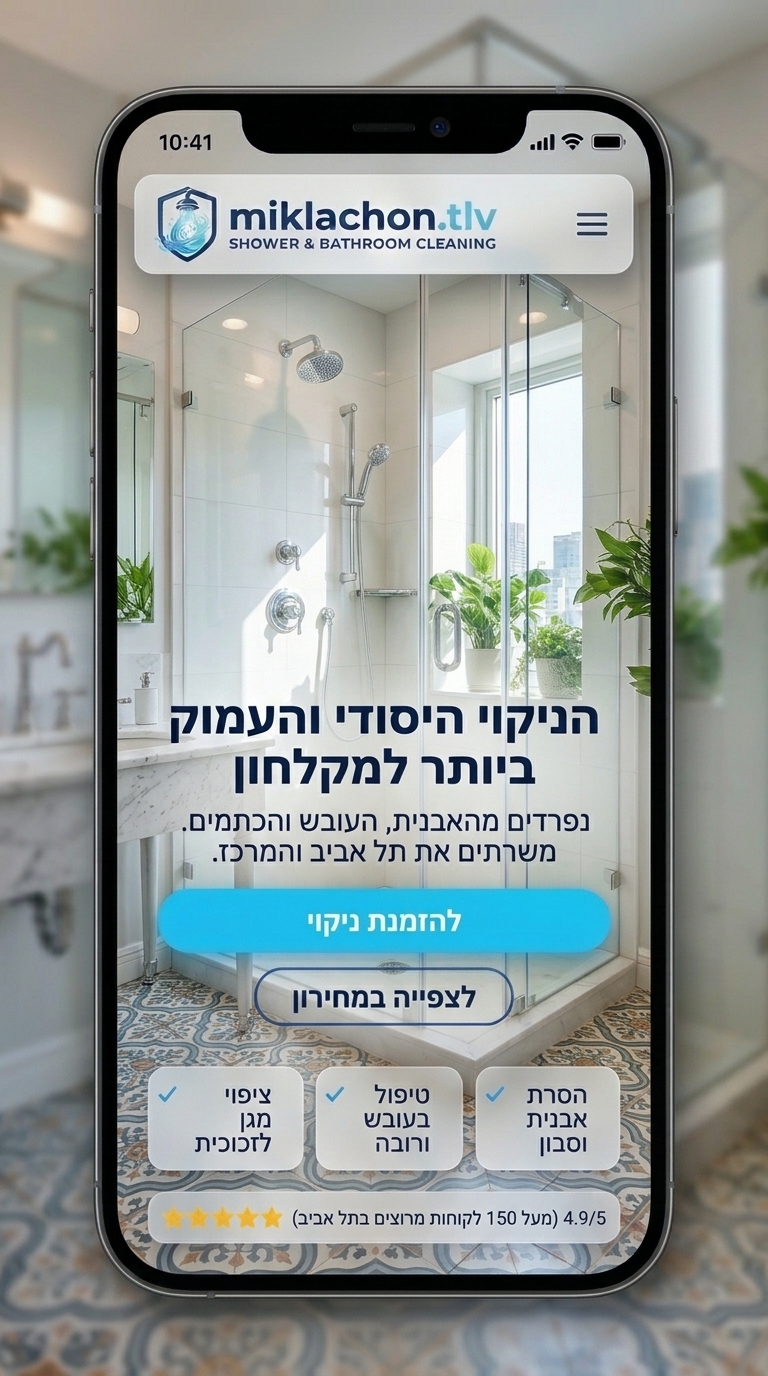 10:41
miklachon.tlv
SHOWER & BATHROOM CLEANING
הניקוי היסודי והעמוק
ביותר למקלחון
נפרדים מהאבנית, העובש והכתמים.
משרתים את תל אביב והמרכז.
להזמנת ניקוי
לצפייה במחירון
הסרת
אבנית
וסבון
טיפול
בעובש
ורובה
ציפוי
מגן
לזכוכית
4.9/5 (מעל 150 לקוחות מרוצים בתל אביב)